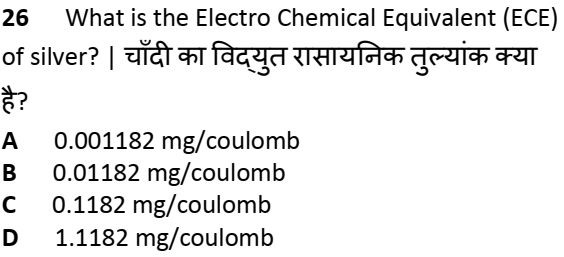 26 What is the Electro Chemical Equivalent (ECE)
of silver? | चाँदी का विद्युत रासायनिक तुल्यांक क्या
है?
A 0.001182 mg/coulomb
B 0.01182 mg/coulomb
C 0.1182 mg/coulomb
D 1.1182 mg/coulomb